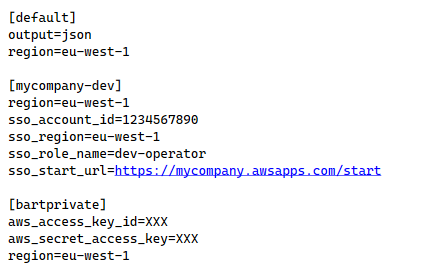 [default]
output=json
region=eu-west-1
[mycompany-dev]
region=eu-west-1
sso_account_id=1234567890
sso_region=eu-west-1
sso_role_name=dev-operator
sso_start_url=https://mycompany.awsapps.com/start
[bartprivate]
aws_access_key_id=XXX
aws_secret_access_key=XXX
region=eu-west-1